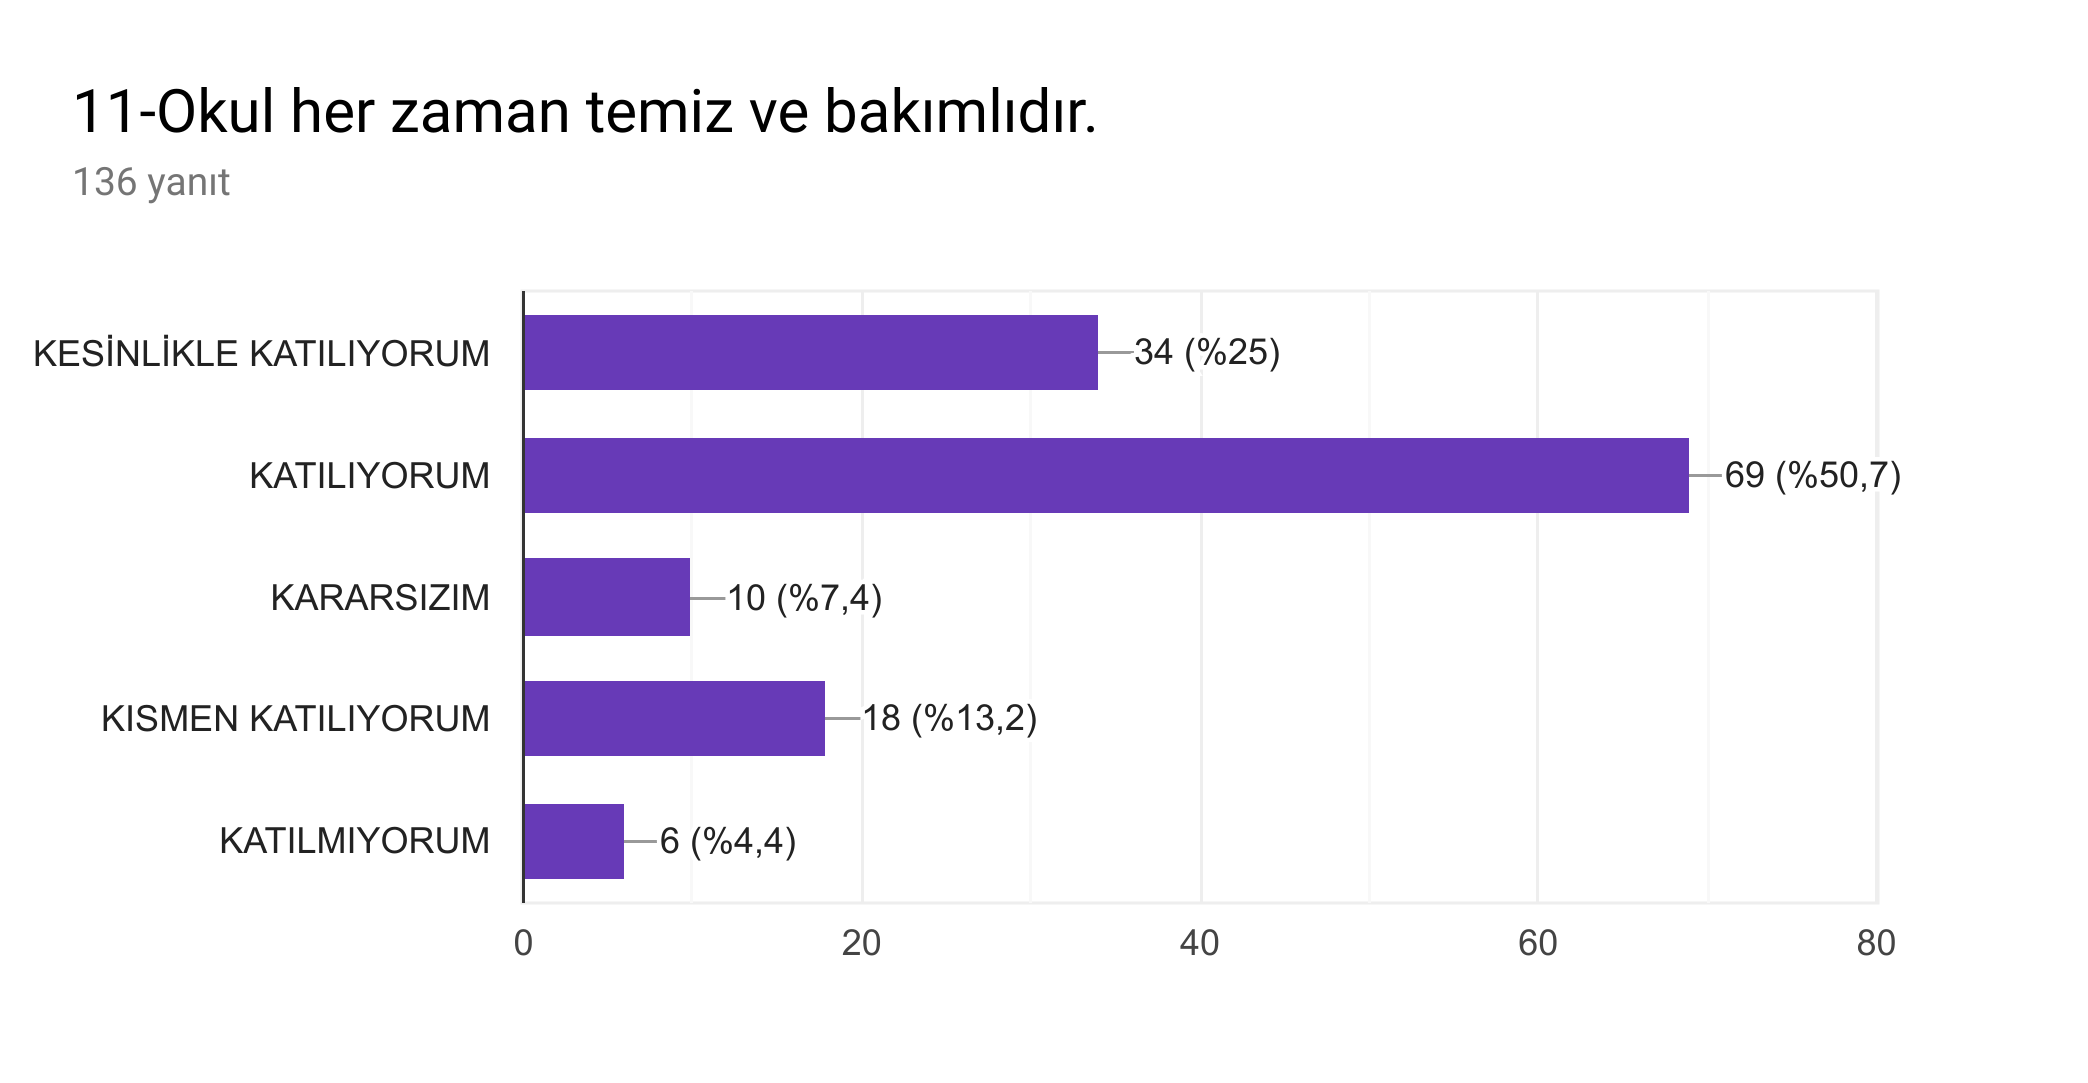 11-Okul her zaman temiz ve bakımlıdır.
136 yanıt
KESİNLİKLE KATILIYORUM
34 (%25)
KATILIYORUM
69 (%50,7)
KARARSIZIM
10 (%7,4)
KISMEN KATILIYORUM
18 (%13,2)
KATILMIYORUM
6 (%4,4)
0 20 40 60 80